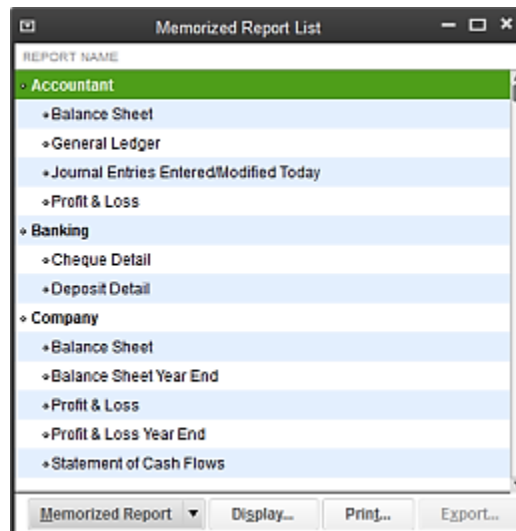 Memorized Report List
REPORT NAME
Accountant
Balance Sheet
General Ledger
Journal Entries Entered/Modified Today
Profit & Loss
Banking
Cheque Detail
Deposit Detail
Company
Balance Sheet
Balance Sheet Year End
Profit & Loss
Profit & Loss Year End
Statement of Cash Flows
Memorized Report Display... Print... Export...